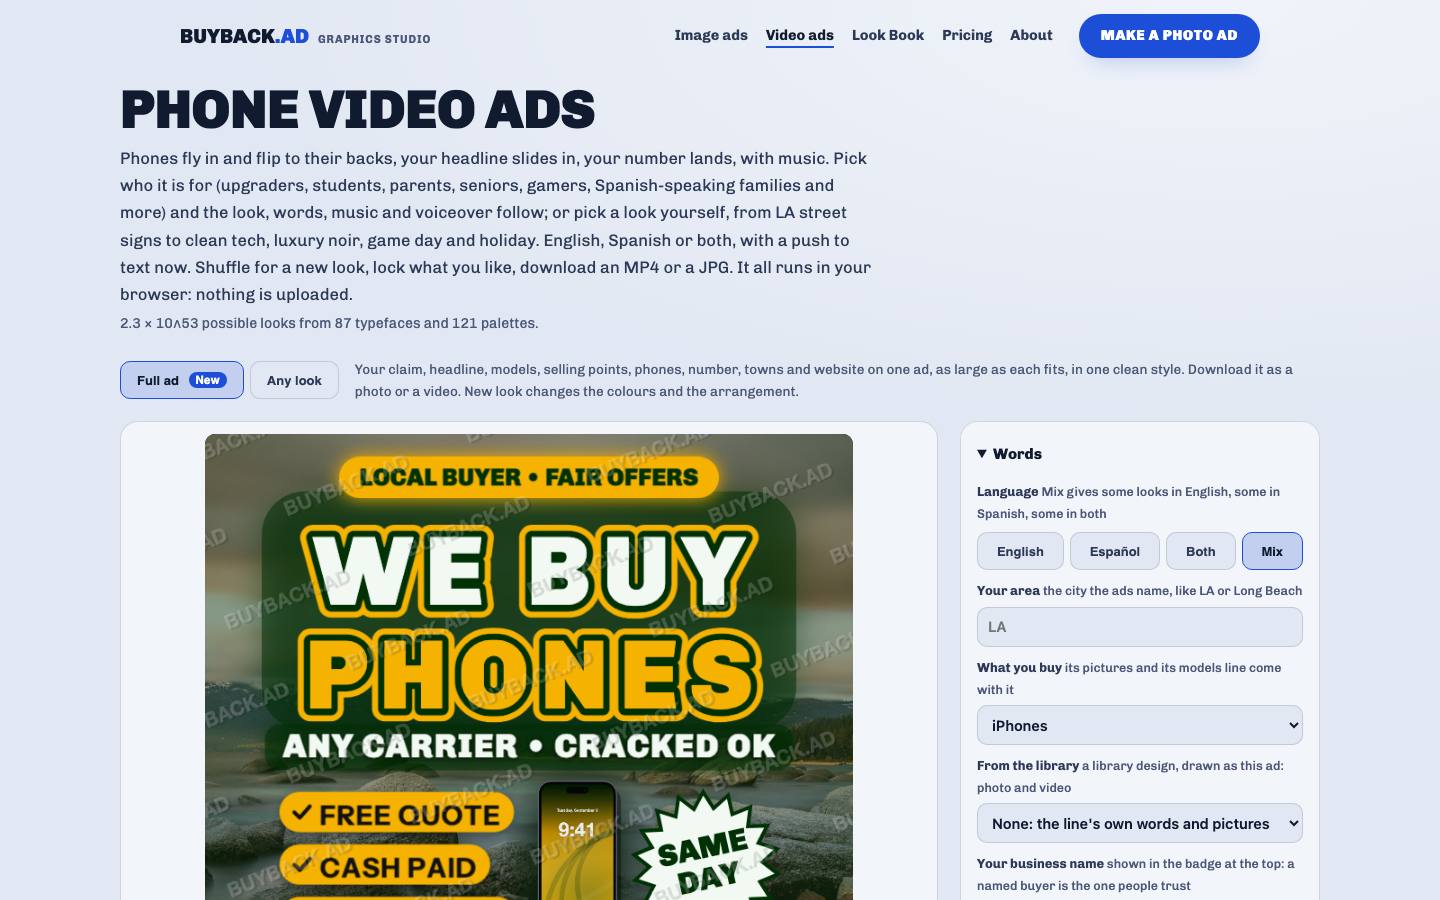 BUYBACK.AD GRAPHICS STUDIO
Image ads
Video ads
Look Book
Pricing
About
MAKE A PHOTO AD
PHONE VIDEO ADS
Phones fly in and flip to their backs, your headline slides in, your number lands, with music. Pick
who it is for (upgraders, students, parents, seniors, gamers, Spanish-speaking families and
more) and the look, words, music and voiceover follow; or pick a look yourself, from LA street
signs to clean tech, luxury noir, game day and holiday. English, Spanish or both, with a push to
text now. Shuffle for a new look, lock what you like, download an MP4 or a JPG. It all runs in your
browser: nothing is uploaded.
2.3 × 10^53 possible looks from 87 typefaces and 121 palettes.
Full ad New
Any look
Your claim, headline, models, selling points, phones, number, towns and website on one ad, as large as each fits, in one clean style. Download it as a
photo or a video. New look changes the colours and the arrangement.
LOCAL BUYER • FAIR OFFERS
WE BUY
PHONES
ANY CARRIER • CRACKED OK
✓ FREE QUOTE
✓ CASH PAID
9:41
SAME
DAY
BUYBACK.AD
▼ Words
Language Mix gives some looks in English, some in
Spanish, some in both
English
Español
Both
Mix
Your area the city the ads name, like LA or Long Beach
LA
What you buy its pictures and its models line come
with it
iPhones
From the library a library design, drawn as this ad:
photo and video
None: the line's own words and pictures
Your business name shown in the badge at the top: a
named buyer is the one people trust